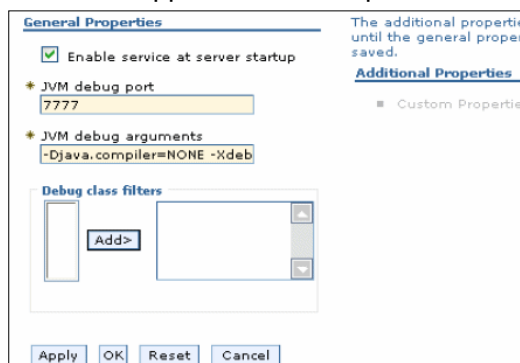 General Properties
Enable service at server startup
JVM debug port
7777
JVM debug arguments
-Djava.compiler=NONE -Xdeb
Debug class filters
Add>
Apply
OK
Reset
Cancel
The additional properti
until the general proper
saved.
Additional Properties
Custom Propertie